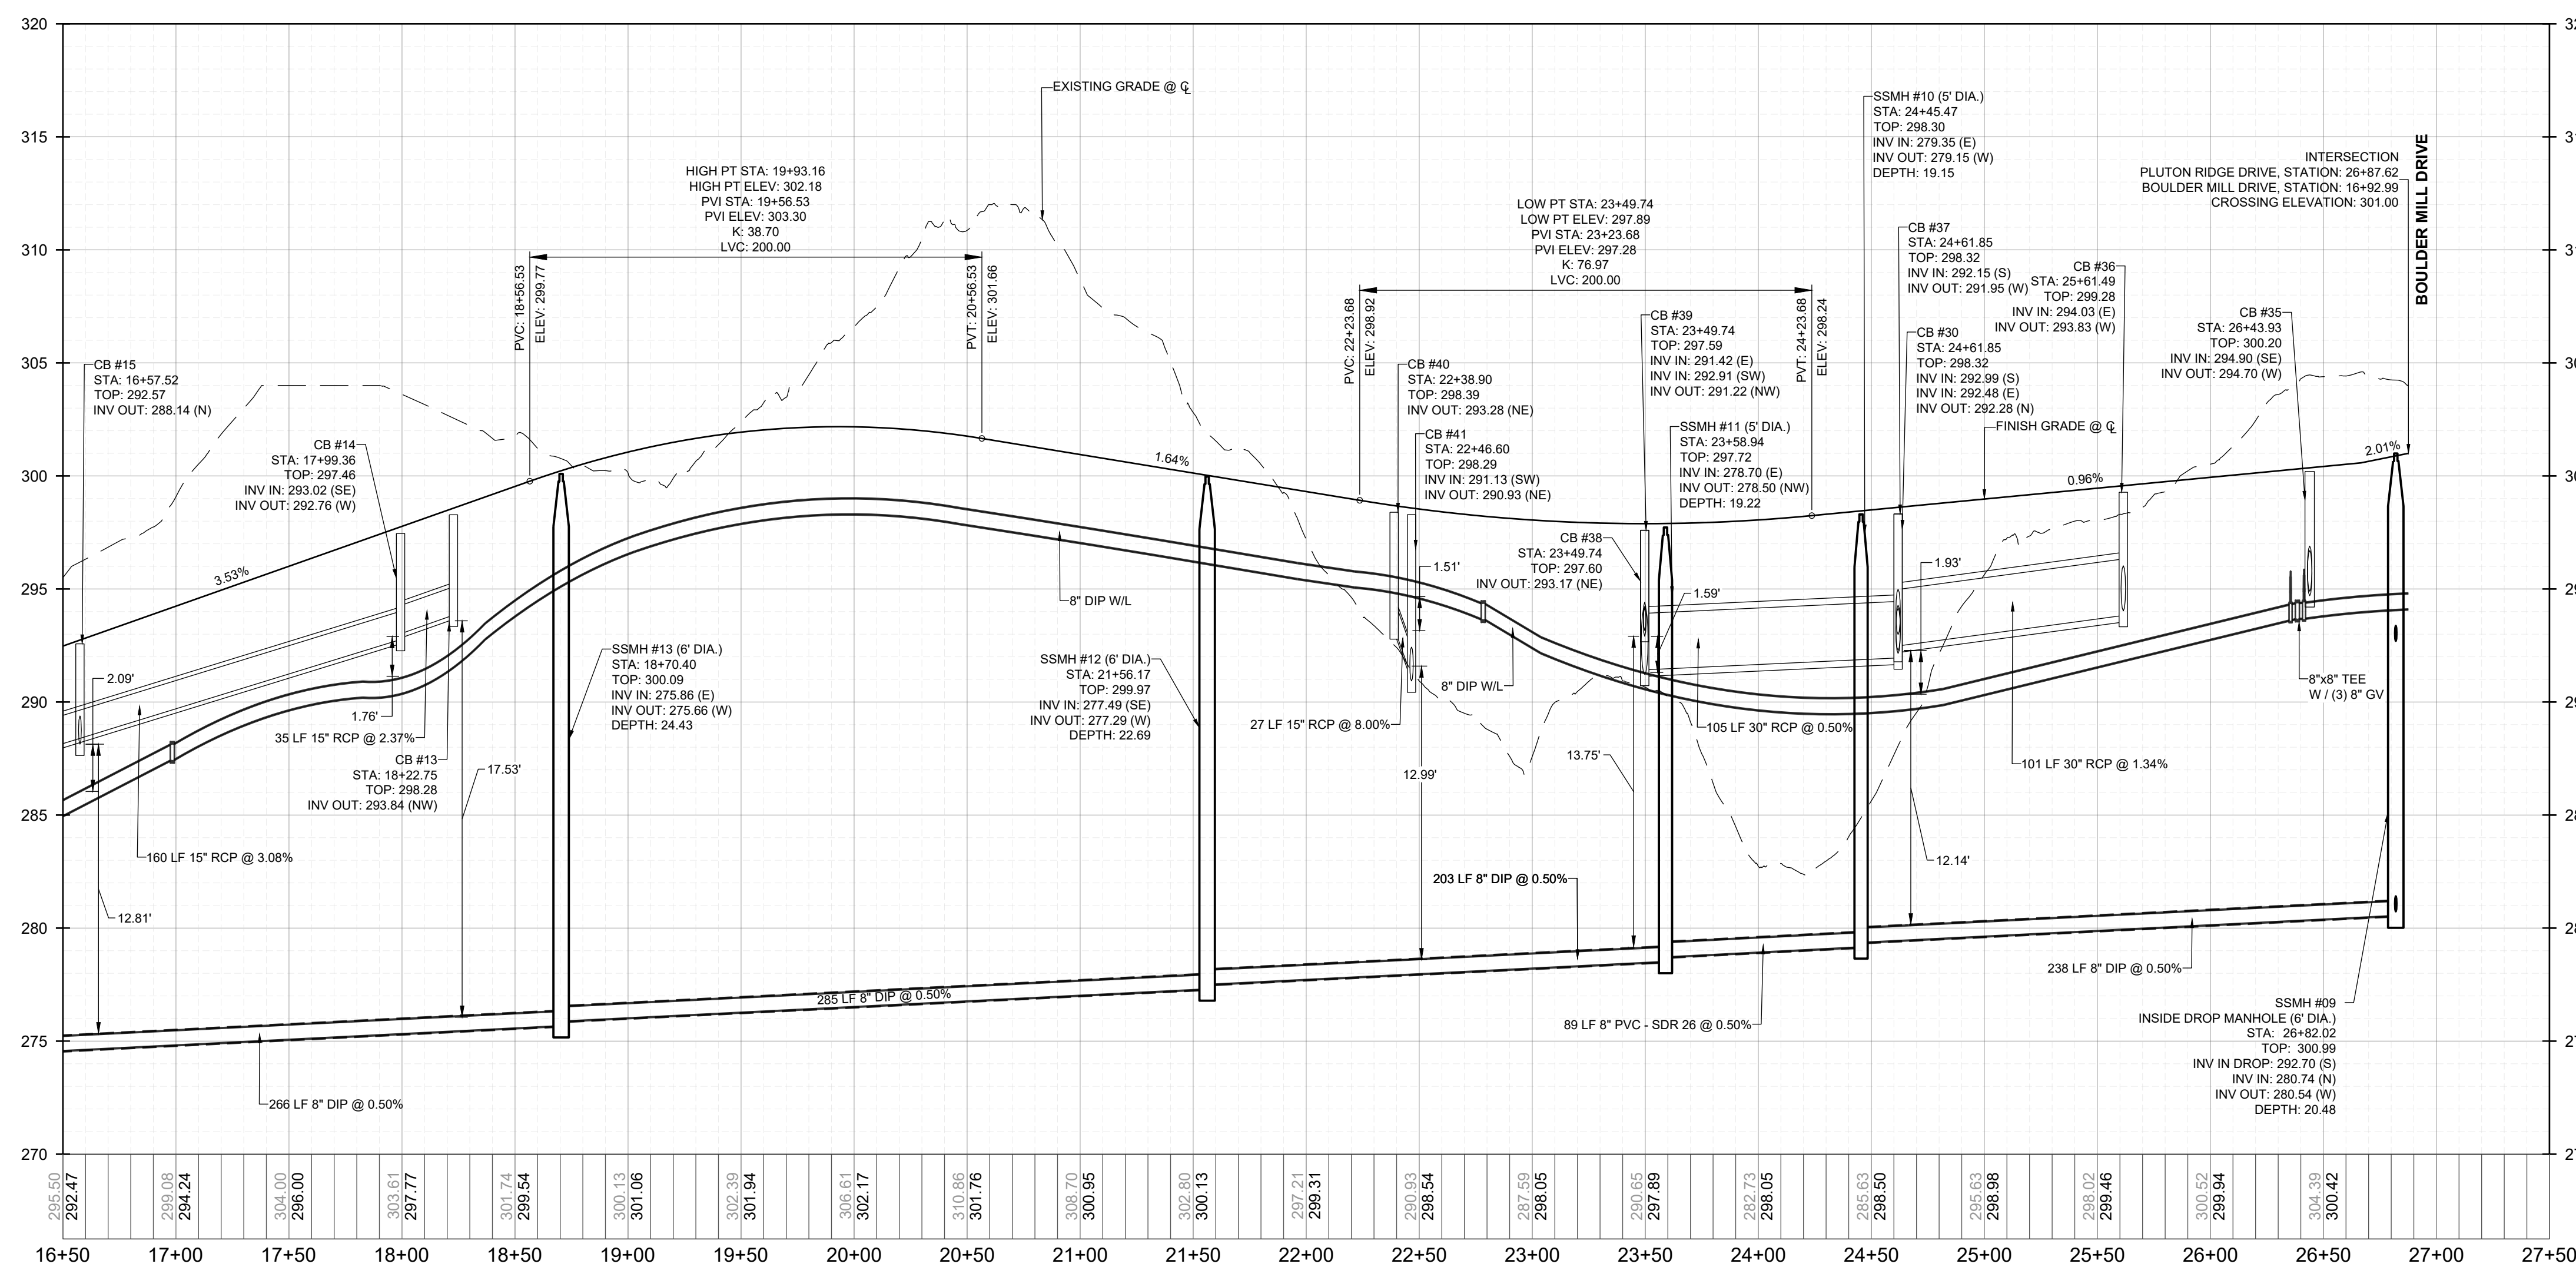 320
315
310
305
300
295
290
285
280
275
270
EXISTING GRADE @ ℄
HIGH PT STA: 19+93.16
HIGH PT ELEV: 302.18
PVI STA: 19+56.53
PVI ELEV: 303.30
K: 38.70
LVC: 200.00
PVC: 18+56.53
ELEV: 299.77
PVT: 20+56.53
ELEV: 301.66
LOW PT STA: 23+49.74
LOW PT ELEV: 297.89
PVI STA: 23+23.68
PVI ELEV: 297.28
K: 76.97
LVC: 200.00
PVC: 22+23.68
ELEV: 298.92
PVT: 24+23.68
ELEV: 298.24
SSMH #10 (5' DIA.)
STA: 24+45.47
TOP: 298.30
INV IN: 279.35 (E)
INV OUT: 279.15 (W)
DEPTH: 19.15
INTERSECTION
PLUTON RIDGE DRIVE, STATION: 26+87.62
BOULDER MILL DRIVE, STATION: 16+92.99
CROSSING ELEVATION: 301.00
BOULDER MILL DRIVE
CB #37
STA: 24+61.85
TOP: 298.32
INV IN: 292.15 (S)
INV OUT: 291.95 (W)
CB #36
STA: 25+61.49
TOP: 299.28
INV IN: 294.03 (E)
INV OUT: 293.83 (W)
CB #30
STA: 24+61.85
TOP: 298.32
INV IN: 292.99 (S)
INV IN: 292.48 (E)
INV OUT: 292.28 (N)
CB #35
STA: 26+43.93
TOP: 300.20
INV IN: 294.90 (SE)
INV OUT: 294.70 (W)
CB #39
STA: 23+49.74
TOP: 297.59
INV IN: 291.42 (E)
INV IN: 292.91 (SW)
INV OUT: 291.22 (NW)
SSMH #11 (5' DIA.)
STA: 23+58.94
TOP: 297.72
INV IN: 278.70 (E)
INV OUT: 278.50 (NW)
DEPTH: 19.22
CB #40
STA: 22+38.90
TOP: 298.39
INV OUT: 293.28 (NE)
CB #41
STA: 22+46.60
TOP: 298.29
INV IN: 291.13 (SW)
INV OUT: 290.93 (NE)
CB #38
STA: 23+49.74
TOP: 297.60
INV OUT: 293.17 (NE)
CB #15
STA: 16+57.52
TOP: 292.57
INV OUT: 288.14 (N)
CB #14
STA: 17+99.36
TOP: 297.46
INV IN: 293.02 (SE)
INV OUT: 292.76 (W)
FINISH GRADE @ ℄
3.53%
1.64%
0.96%
2.01%
1.51'
1.59'
1.93'
2.09'
1.76'
8" DIP W/L
8" DIP W/L
SSMH #13 (6' DIA.)
STA: 18+70.40
TOP: 300.09
INV IN: 275.86 (E)
INV OUT: 275.66 (W)
DEPTH: 24.43
SSMH #12 (6' DIA.)
STA: 21+56.17
TOP: 299.97
INV IN: 277.49 (SE)
INV OUT: 277.29 (W)
DEPTH: 22.69
8"x8" TEE
W / (3) 8" GV
35 LF 15" RCP @ 2.37%
CB #13
STA: 18+22.75
TOP: 298.28
INV OUT: 293.84 (NW)
17.53'
27 LF 15" RCP @ 8.00%
105 LF 30" RCP @ 0.50%
13.75'
12.99'
101 LF 30" RCP @ 1.34%
160 LF 15" RCP @ 3.08%
12.14'
203 LF 8" DIP @ 0.50%
12.81'
285 LF 8" DIP @ 0.50%
238 LF 8" DIP @ 0.50%
89 LF 8" PVC - SDR 26 @ 0.50%
266 LF 8" DIP @ 0.50%
SSMH #09
INSIDE DROP MANHOLE (6' DIA.)
STA: 26+82.02
TOP: 300.99
INV IN DROP: 292.70 (S)
INV IN: 280.74 (N)
INV OUT: 280.54 (W)
DEPTH: 20.48
295.50 292.47
299.08 294.24
304.00 296.00
303.61 297.77
301.74 299.54
300.13 301.06
302.39 301.94
306.61 302.17
310.86 301.76
308.70 300.95
302.80 300.13
297.21 299.31
290.93 298.54
287.59 298.05
290.65 297.89
282.73 298.05
285.63 298.50
295.63 298.98
298.02 299.46
300.52 299.94
304.39 300.42
16+50 17+00 17+50 18+00 18+50 19+00 19+50 20+00 20+50 21+00 21+50 22+00 22+50 23+00 23+50 24+00 24+50 25+00 25+50 26+00 26+50 27+00 27+50